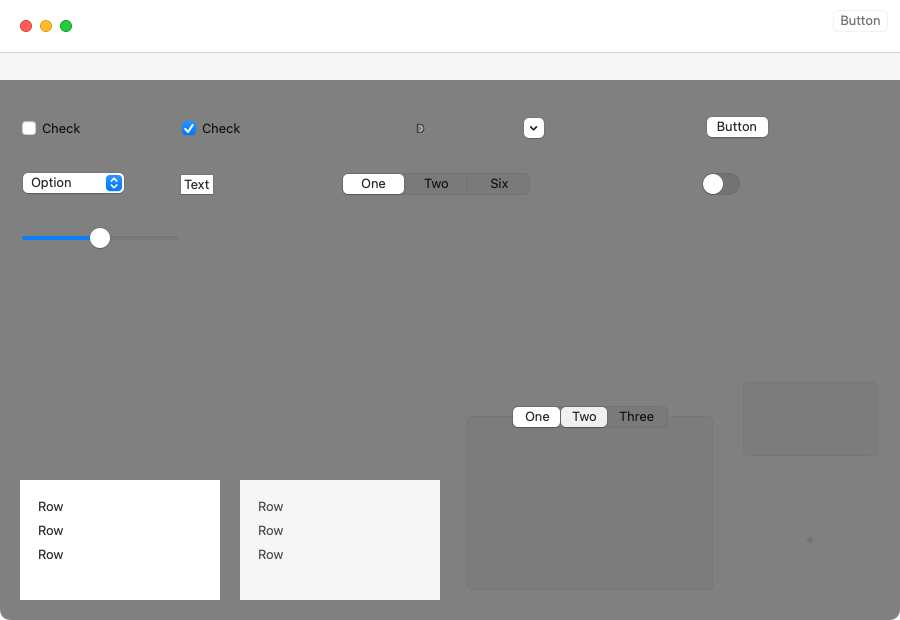 Button
Check
Check
D
Button
Option
Text
One Two Six
One Two Three
Row
Row
Row
Row
Row
Row